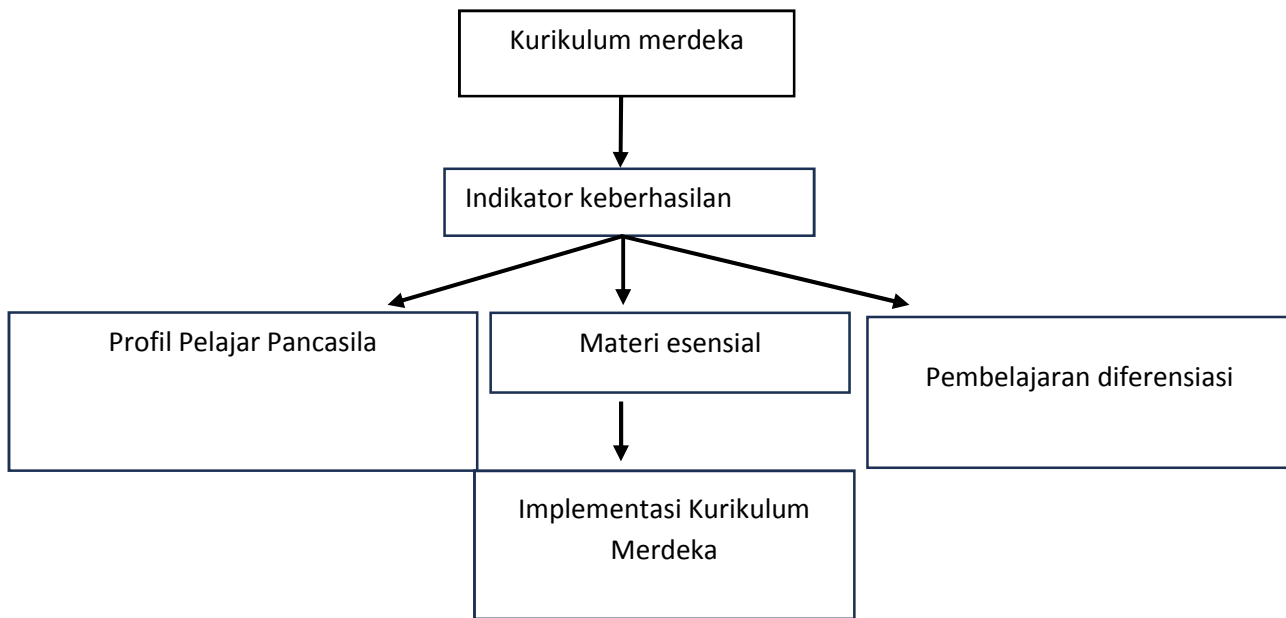 Kurikulum merdeka
Indikator keberhasilan
Profil Pelajar Pancasila
Materi esensial
Pembelajaran diferensiasi
Implementasi Kurikulum
Merdeka